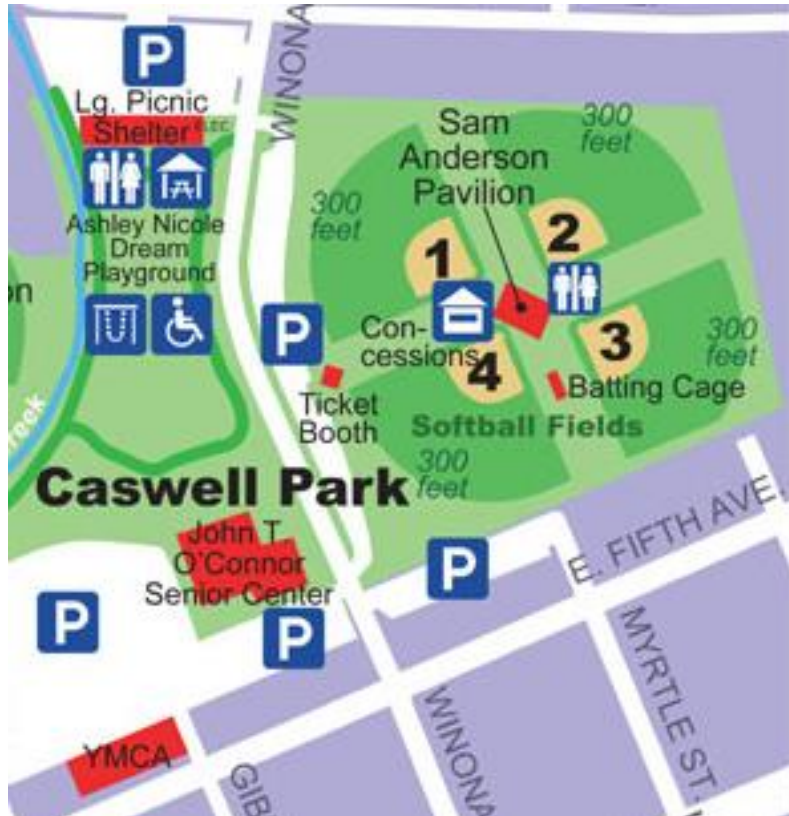 P
WINONA
Lg. Picnic
Shelter ELEC.
Ashley Nicole
Dream
Playground
Sam
Anderson
Pavilion
300
feet
300
feet
1
2
3
4
300
feet
300
feet
P
Con-
cessions
Ticket
Booth
Batting Cage
Softball Fields
Caswell Park
John T.
O'Connor
Senior Center
P
P
P
E. FIFTH AVE.
MYRTLE ST.
WINONA
GIB
YMCA